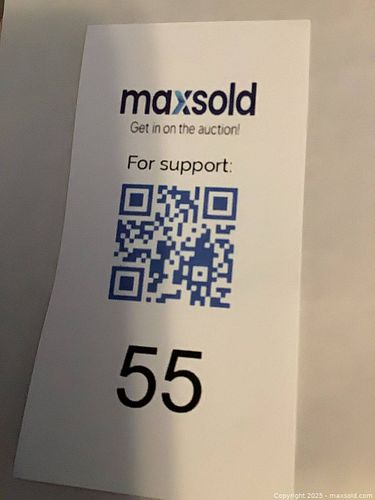 maxsold
Get in on the auction!
For support:
55
Copyright 2025 - maxsold.com